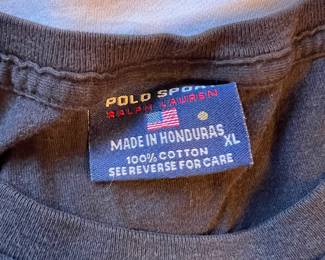 POLO SPORT
RALPH LAUREN
MADE IN HONDURAS XL
100% COTTON
SEE REVERSE FOR CARE